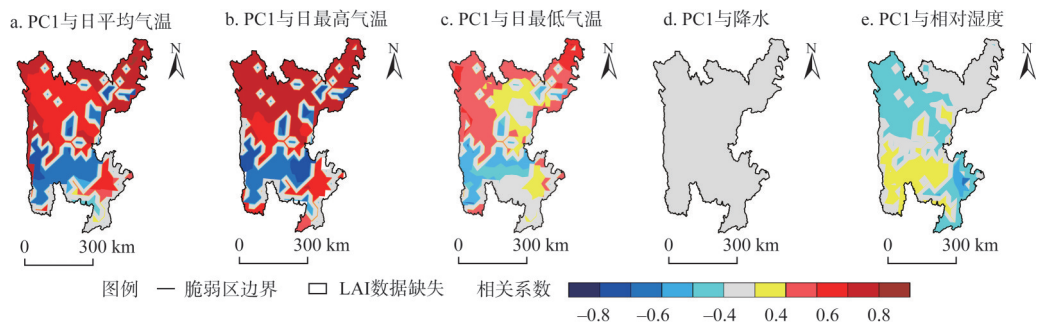 a. PC1与日平均气温
b. PC1与日最高气温
c. PC1与日最低气温
d. PC1与降水
e. PC1与相对湿度
N
N
N
N
N
0 300 km
0 300 km
0 300 km
0 300 km
0 300 km
图例 脆弱区边界 LAI数据缺失 相关系数
–0.8 –0.6 –0.4 0.4 0.6 0.8